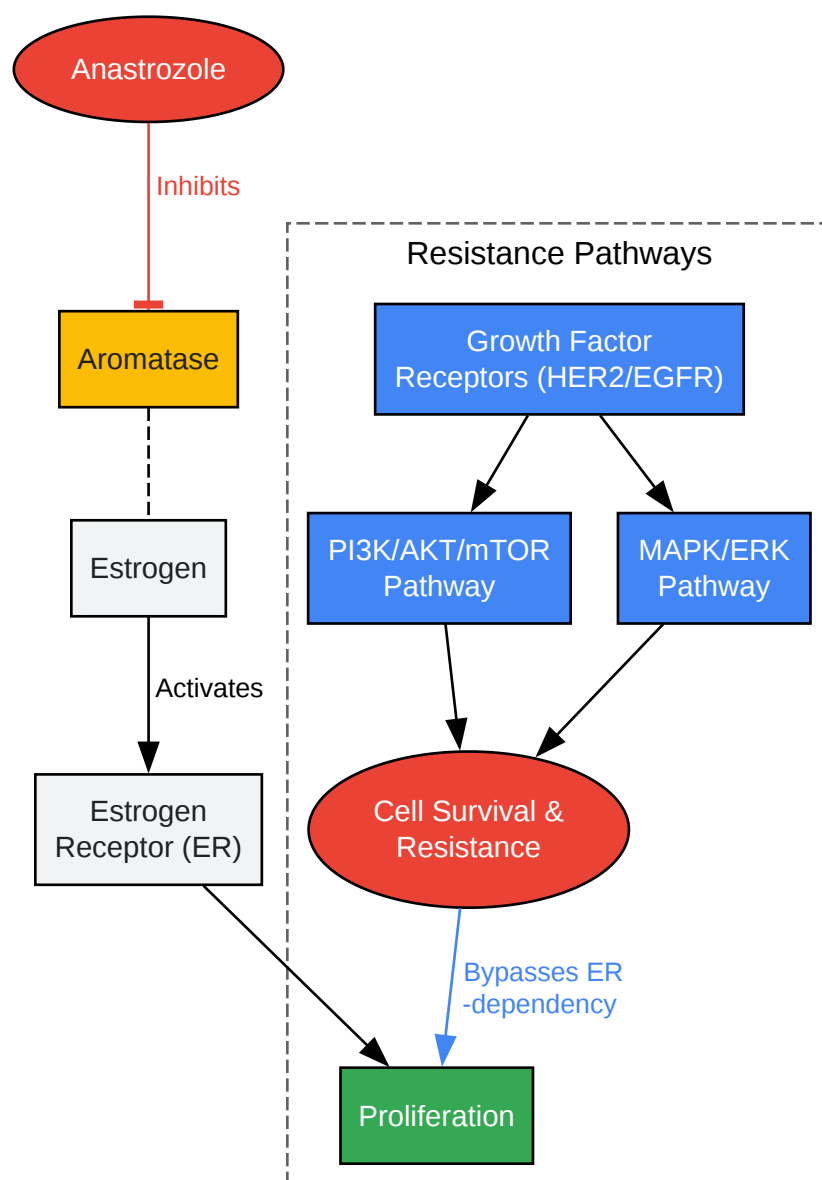 Anastrozole
Inhibits
Resistance Pathways
Aromatase
Growth Factor
Receptors (HER2/EGFR)
Estrogen
PI3K/AKT/mTOR
Pathway
MAPK/ERK
Pathway
Activates
Estrogen
Receptor (ER)
Cell Survival &
Resistance
Bypasses ER
-dependency
Proliferation